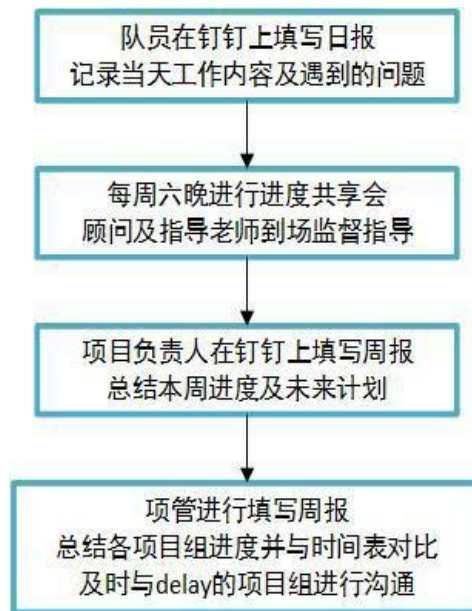 队员在钉钉上填写日报
记录当天工作内容及遇到的问题
每周六晚进行进度共享会
顾问及指导老师到场监督指导
项目负责人在钉钉上填写周报
总结本周进度及未来计划
项管进行填写周报
总结各项目组进度并与时间表对比
及时与delay的项目组进行沟通